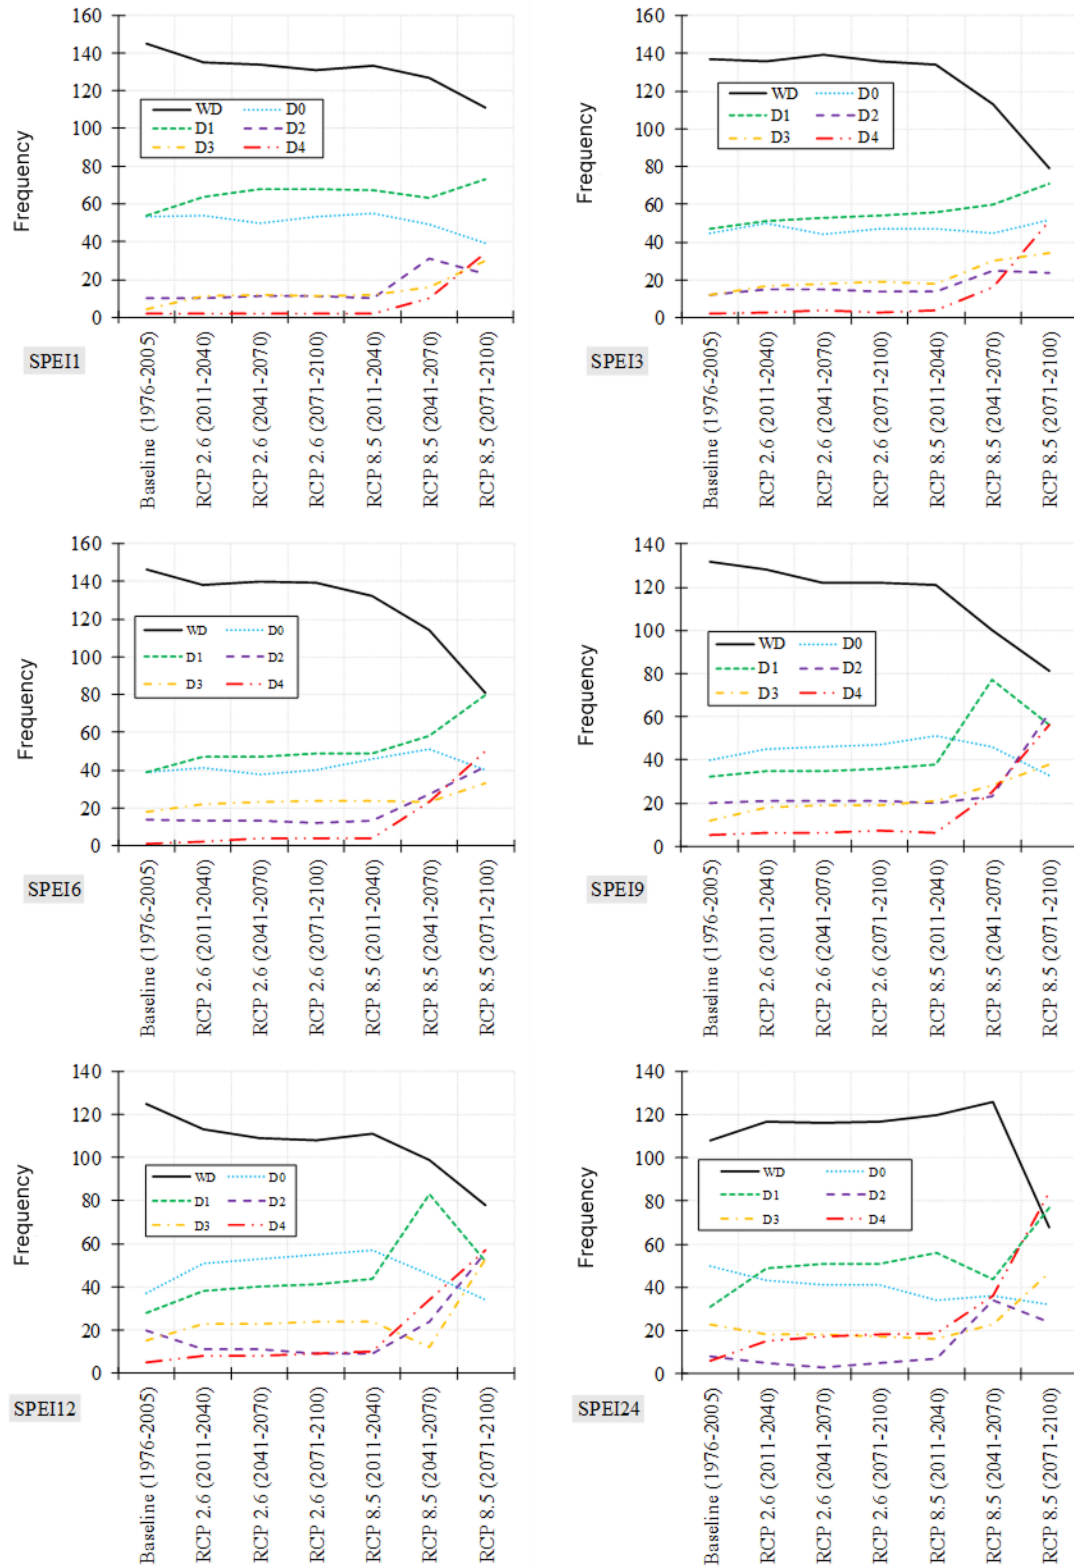 160
140
120
100
80
60
40
20
0
Frequency
WD D0
D1 D2
D3 D4
SPEI1
Baseline (1976-2005)
RCP 2.6 (2011-2040)
RCP 2.6 (2041-2070)
RCP 2.6 (2071-2100)
RCP 8.5 (2011-2040)
RCP 8.5 (2041-2070)
RCP 8.5 (2071-2100)
160
140
120
100
80
60
40
20
0
Frequency
WD D0
D1 D2
D3 D4
SPEI3
Baseline (1976-2005)
RCP 2.6 (2011-2040)
RCP 2.6 (2041-2070)
RCP 2.6 (2071-2100)
RCP 8.5 (2011-2040)
RCP 8.5 (2041-2070)
RCP 8.5 (2071-2100)
160
140
120
100
80
60
40
20
0
Frequency
WD D0
D1 D2
D3 D4
SPEI6
Baseline (1976-2005)
RCP 2.6 (2011-2040)
RCP 2.6 (2041-2070)
RCP 2.6 (2071-2100)
RCP 8.5 (2011-2040)
RCP 8.5 (2041-2070)
RCP 8.5 (2071-2100)
140
120
100
80
60
40
20
0
Frequency
WD D0
D1 D2
D3 D4
SPEI9
Baseline (1976-2005)
RCP 2.6 (2011-2040)
RCP 2.6 (2041-2070)
RCP 2.6 (2071-2100)
RCP 8.5 (2011-2040)
RCP 8.5 (2041-2070)
RCP 8.5 (2071-2100)
140
120
100
80
60
40
20
0
Frequency
WD D0
D1 D2
D3 D4
SPEI12
Baseline (1976-2005)
RCP 2.6 (2011-2040)
RCP 2.6 (2041-2070)
RCP 2.6 (2071-2100)
RCP 8.5 (2011-2040)
RCP 8.5 (2041-2070)
RCP 8.5 (2071-2100)
140
120
100
80
60
40
20
0
Frequency
WD D0
D1 D2
D3 D4
SPEI24
Baseline (1976-2005)
RCP 2.6 (2011-2040)
RCP 2.6 (2041-2070)
RCP 2.6 (2071-2100)
RCP 8.5 (2011-2040)
RCP 8.5 (2041-2070)
RCP 8.5 (2071-2100)